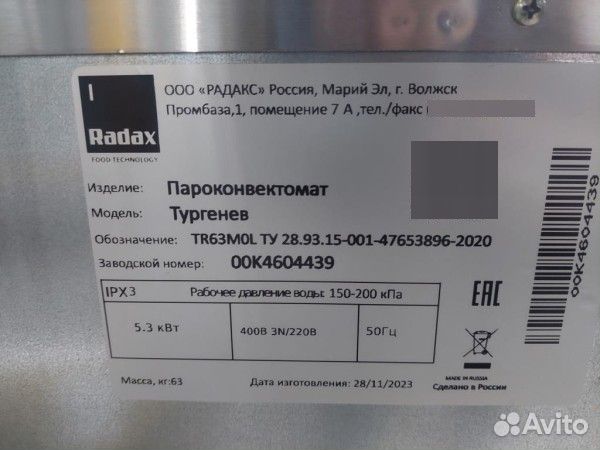 I
Radax
FOOD TECHNOLOGY
ООО «РАДАКС» Россия, Марий Эл, г. Волжск
Промбаза,1, помещение 7 А ,тел./факс (
Изделие: Пароконвектомат
Модель: Тургенев
Обозначение: TR63M0L ТУ 28.93.15-001-47653896-2020
Заводской номер: 00K4604439
IPX3 Рабочее давление воды: 150-200 кПа
5.3 кВт 400В 3N/220В 50Гц
Масса, кг:63 Дата изготовления: 28/11/2023
EAC
MADE IN RUSSIA
Сделано в России
00K4604439
Avito